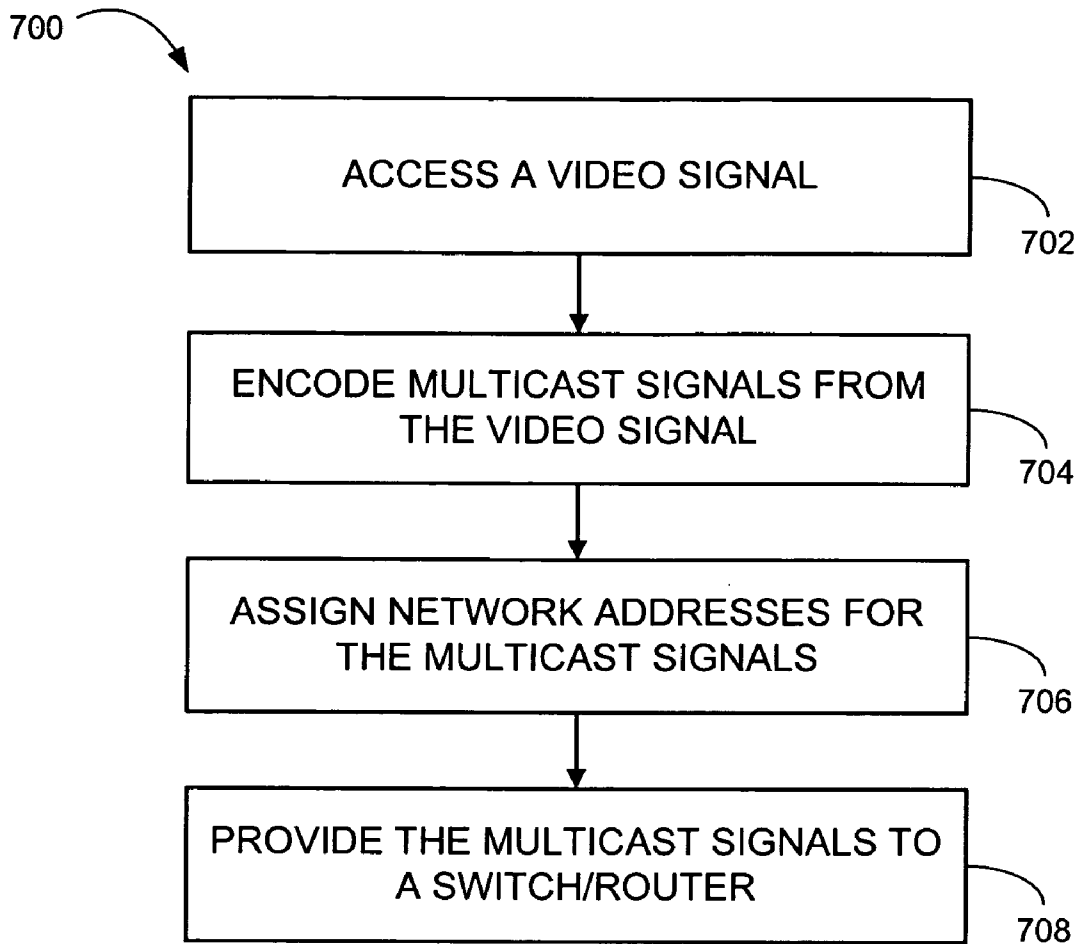 700
ACCESS A VIDEO SIGNAL
702
ENCODE MULTICAST SIGNALS FROM
THE VIDEO SIGNAL
704
ASSIGN NETWORK ADDRESSES FOR
THE MULTICAST SIGNALS
706
PROVIDE THE MULTICAST SIGNALS TO
A SWITCH/ROUTER
708